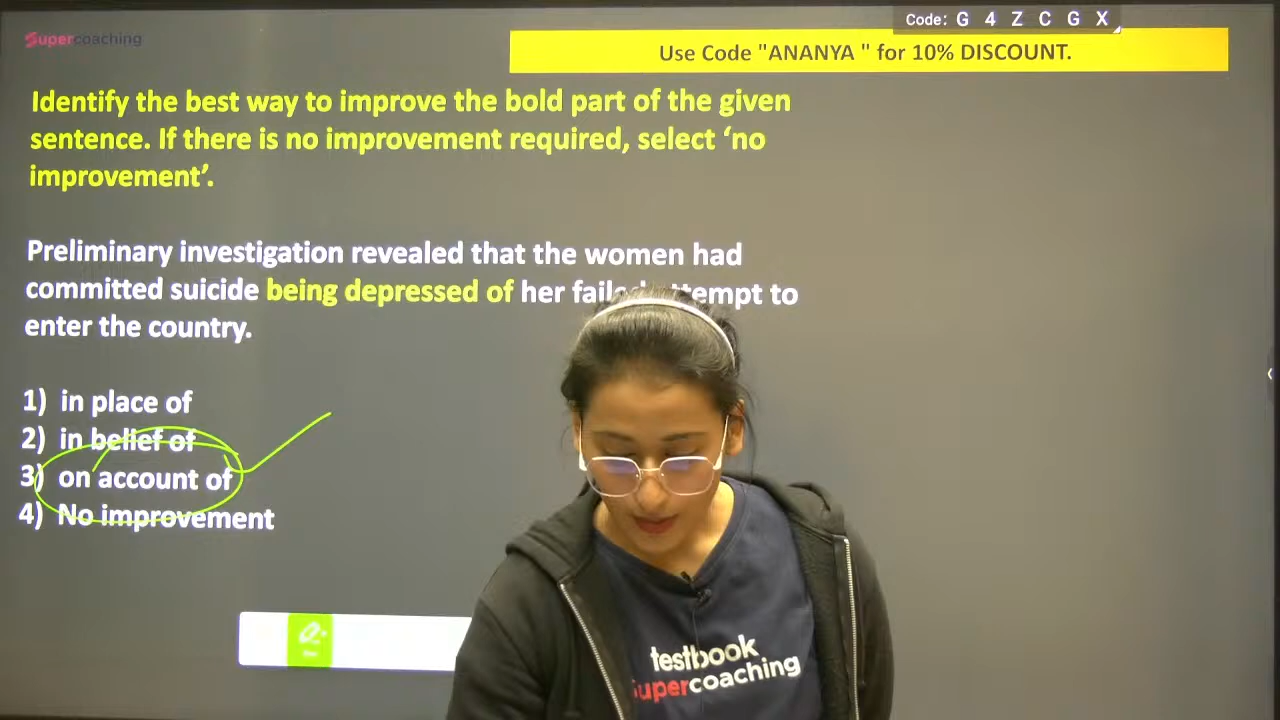 Code: G 4 Z C G X
Supercoaching
Use Code "ANANYA " for 10% DISCOUNT.
Identify the best way to improve the bold part of the given
sentence. If there is no improvement required, select ‘no
improvement’.
Preliminary investigation revealed that the women had
committed suicide being depressed of her failed attempt to
enter the country.
1) in place of
2) in belief of
3) on account of
4) No improvement
testbook
Supercoaching